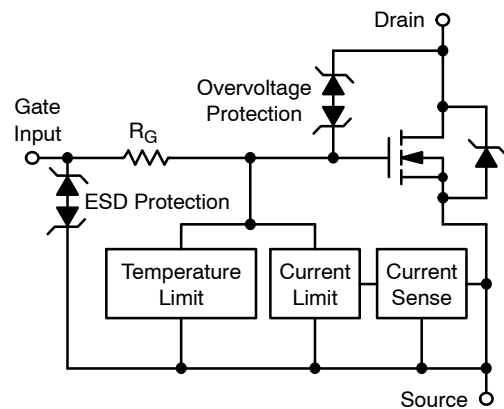 Drain
Overvoltage
Protection
Gate
Input
RG
ESD Protection
Temperature
Limit
Current
Limit
Current
Sense
Source